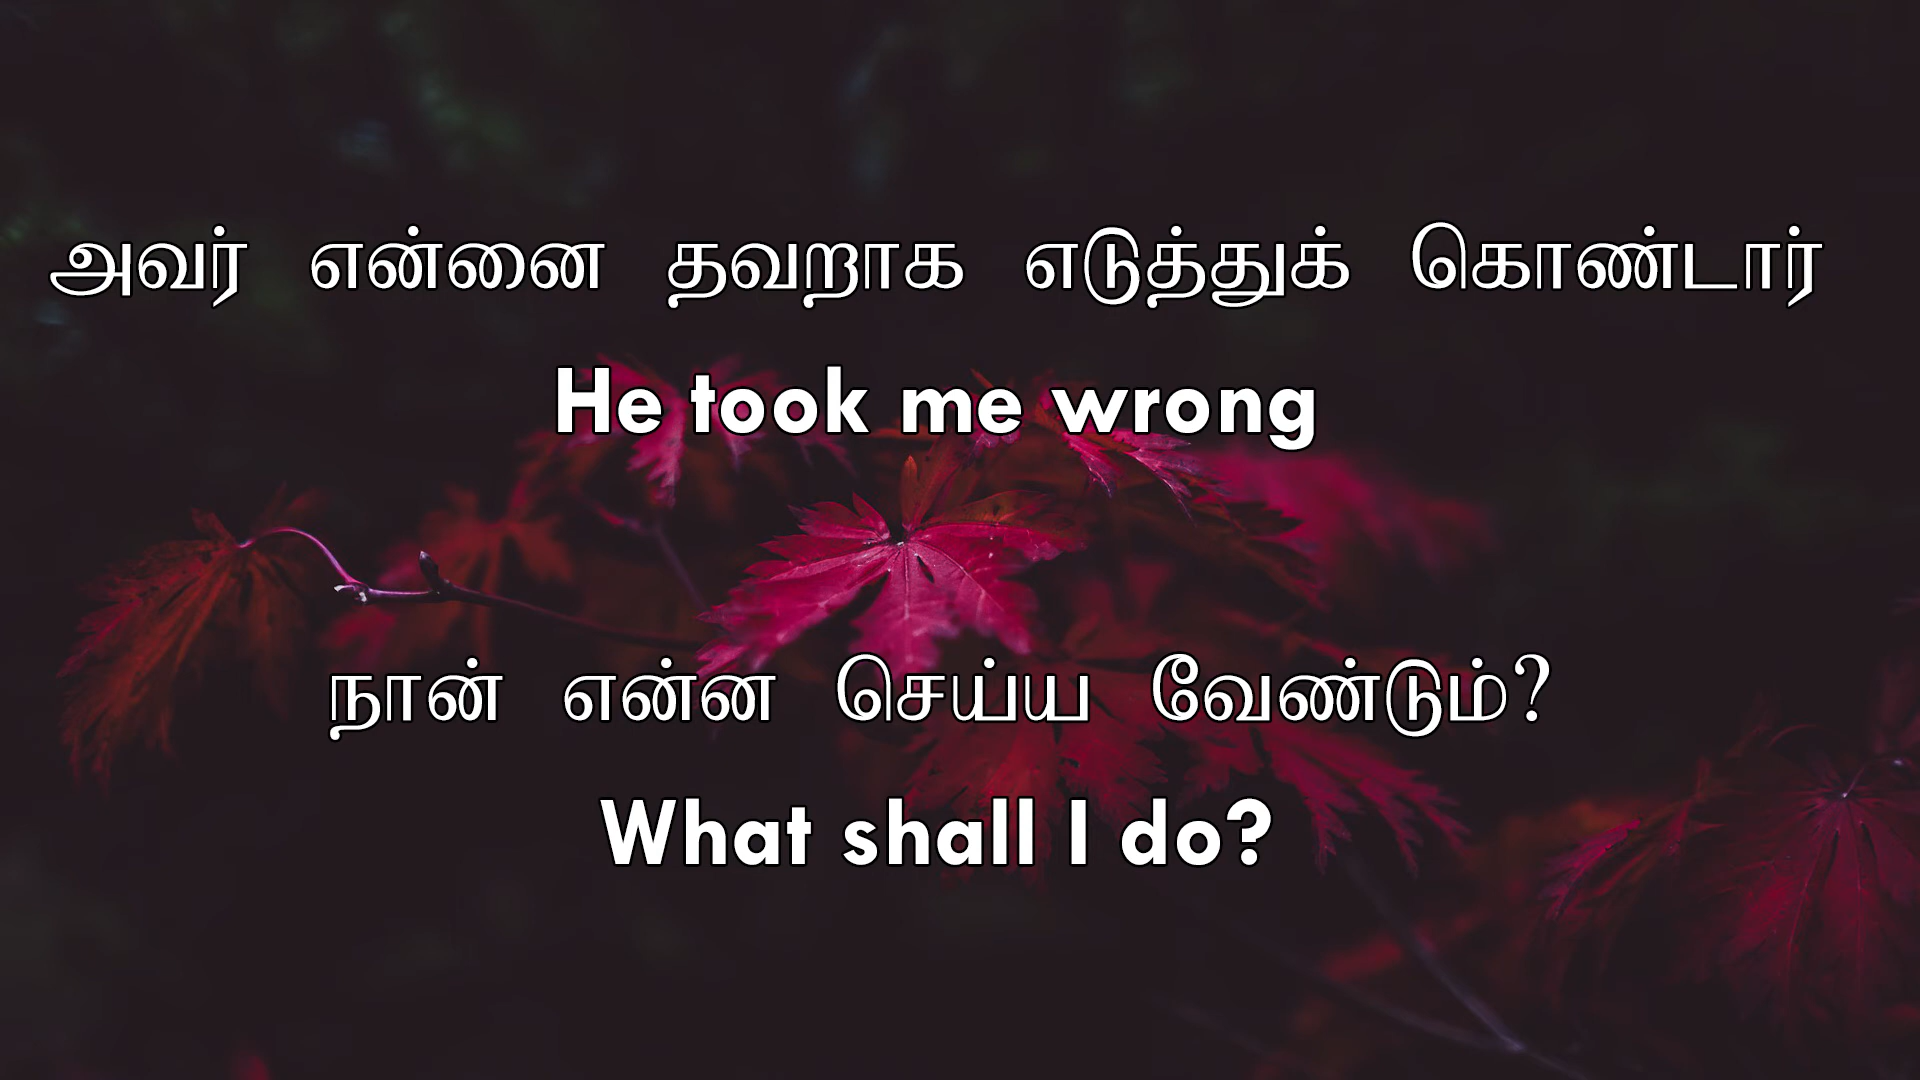 அவர் என்னை தவறாக எடுத்துக் கொண்டார்
He took me wrong
நான் என்ன செய்ய வேண்டும்?
What shall I do?